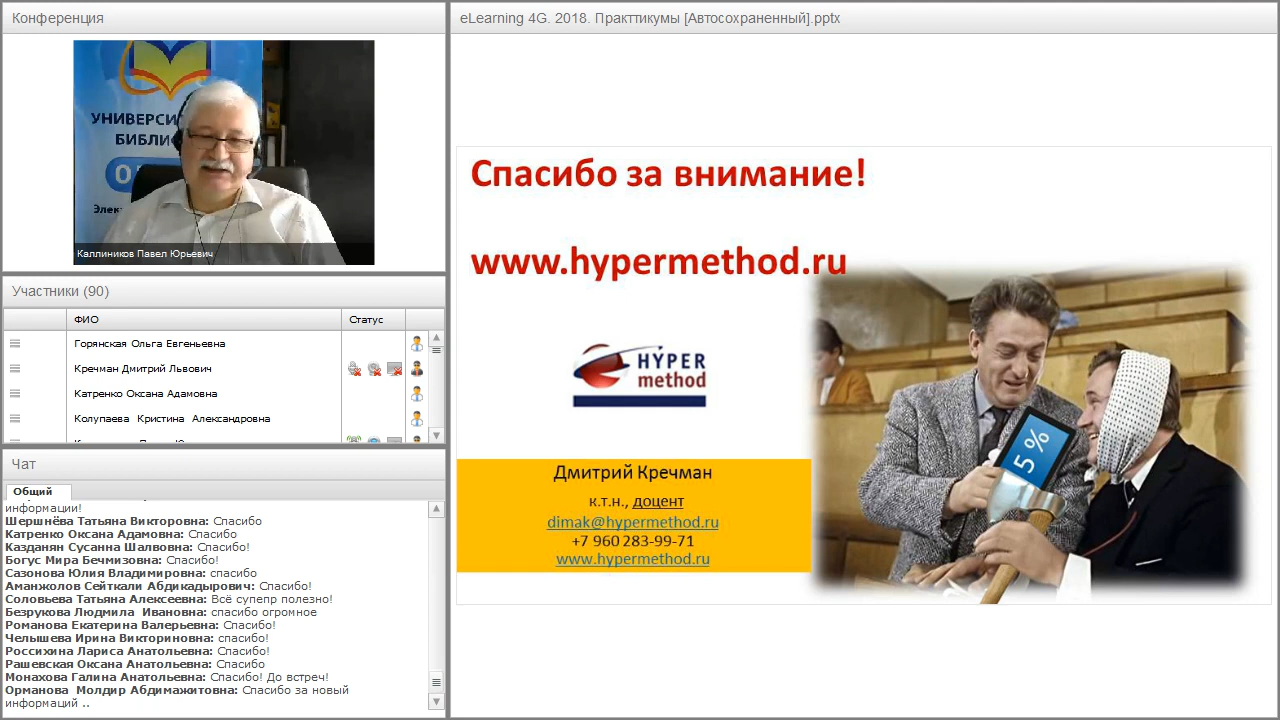 Конференция
УНИВЕРСИ
БИБЛИ
Каллиников Павел Юрьевич
Участники (90)
ФИО
Статус
Горянская Ольга Евгеньевна
Кречман Дмитрий Львович
Катренко Оксана Адамовна
Колупаева Кристина Александровна
Чат
Общий
информации!
Шершнёва Татьяна Викторовна: Спасибо
Катренко Оксана Адамовна: Спасибо
Казданян Сусанна Шалвовна: Спасибо!
Богус Мира Бечмизовна: Спасибо!
Сазонова Юлия Владимировна: спасибо
Аманжолов Сейткали Абдикадырович: Спасибо!
Соловьева Татьяна Алексеевна: Всё супепр полезно!
Безрукова Людмила Ивановна: спасибо огромное
Романова Екатерина Валерьевна: Спасибо!
Челышева Ирина Викториновна: спасибо!
Россихина Лариса Анатольевна: Спасибо!
Рашевская Оксана Анатольевна: Спасибо
Монахова Галина Анатольевна: Спасибо! До встреч!
Орманова Молдир Абдимажитовна: Спасибо за новый
информаций ..
eLearning 4G. 2018. Практтикумы [Автосохраненный].pptx
Спасибо за внимание!
www.hypermethod.ru
HYPER
method
5 %
Дмитрий Кречман
к.т.н., доцент
dimak@hypermethod.ru
+7 960 283-99-71
www.hypermethod.ru